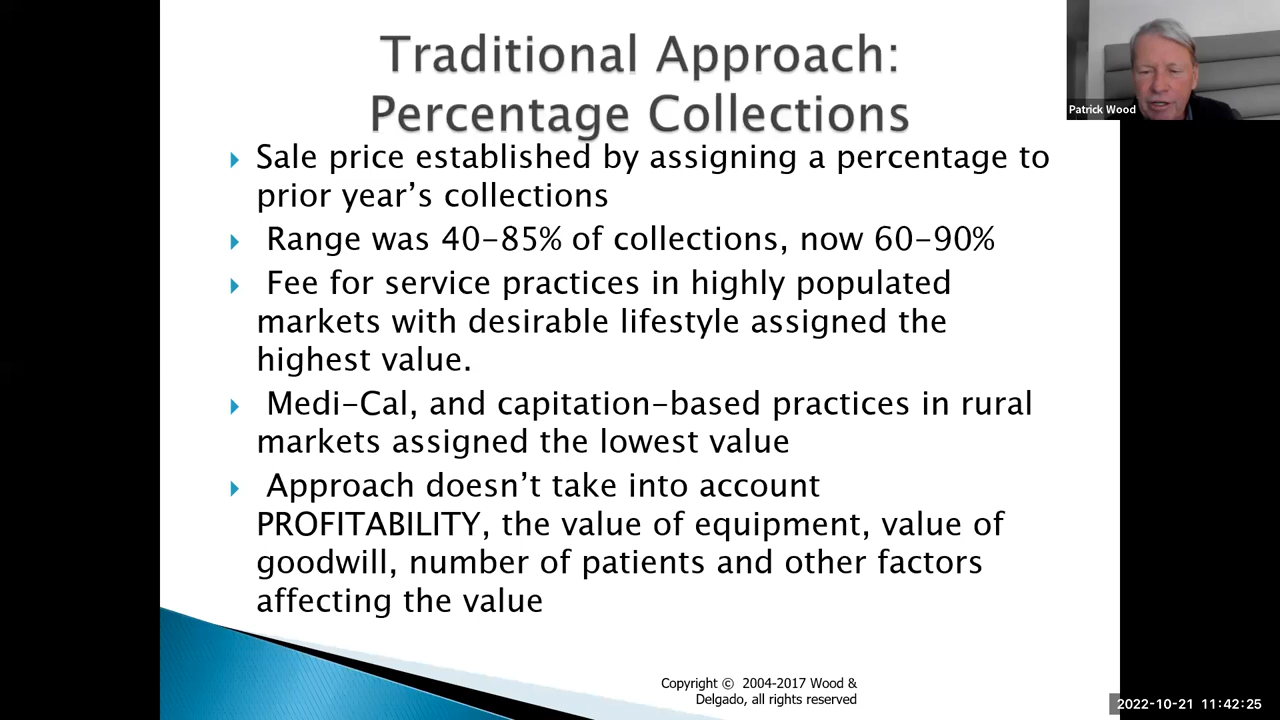 Traditional Approach:
Percentage Collections
Patrick Wood
Sale price established by assigning a percentage to
prior year’s collections
Range was 40-85% of collections, now 60-90%
Fee for service practices in highly populated
markets with desirable lifestyle assigned the
highest value.
Medi-Cal, and capitation-based practices in rural
markets assigned the lowest value
Approach doesn’t take into account
PROFITABILITY, the value of equipment, value of
goodwill, number of patients and other factors
affecting the value
Copyright © 2004-2017 Wood &
Delgado, all rights reserved
2022-10-21 11:42:25